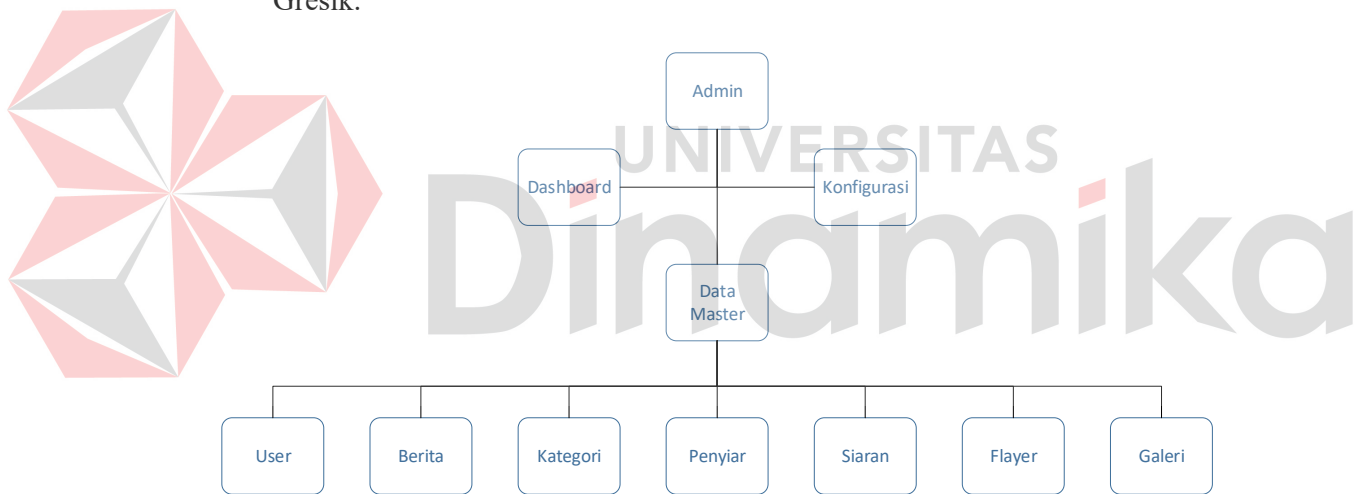 Gresik.
Admin
UNIVERSITAS
Dinamika
Dashboard
Konfigurasi
Data
Master
User
Berita
Kategori
Penyiar
Siaran
Flayer
Galeri